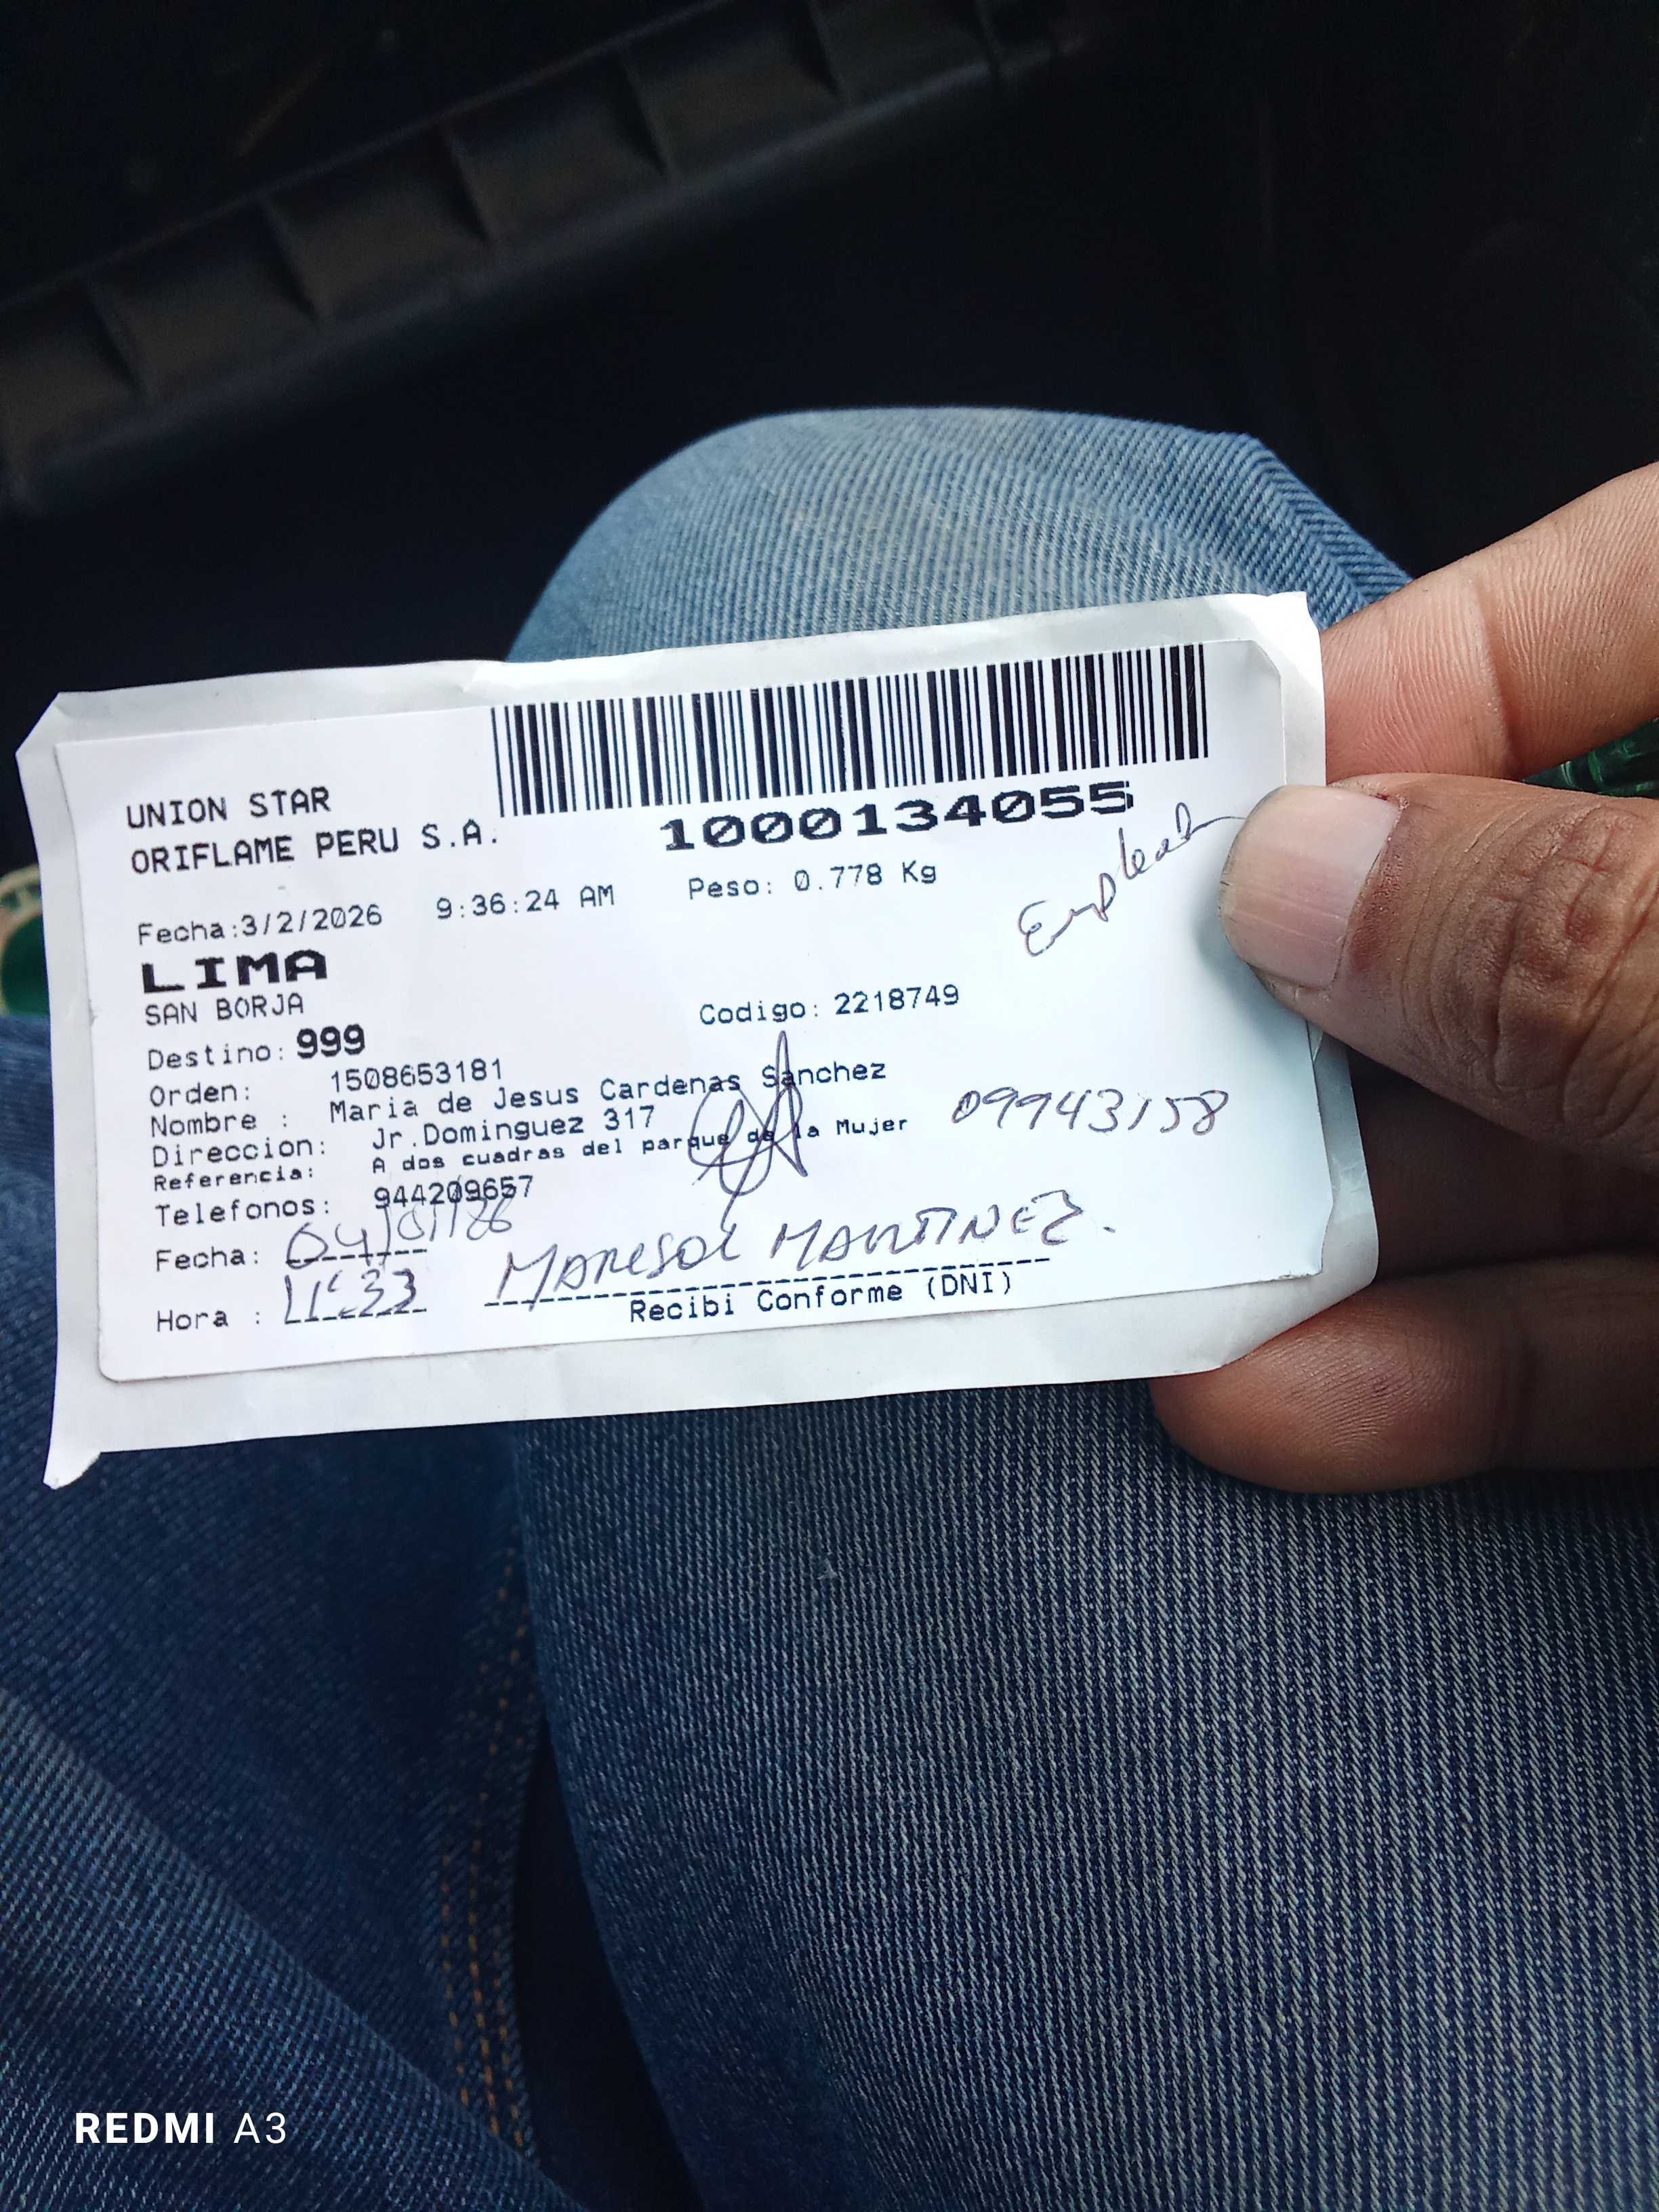 UNION STAR
ORIFLAME PERU S.A.
1000134055
Fecha:3/2/2026 9:36:24 AM Peso: 0.778 Kg
LIMA
SAN BORJA
Codigo: 2218749
Destino: 999
Orden: 1508653181
Nombre : Maria de Jesus Cardenas Sanchez
Direccion: Jr.Dominguez 317
Referencia: A dos cuadras del parque de la Mujer
09943158
Telefonos: 944209657
Fecha:
Hora :
MARISOL MARTINEZ.
Recibi Conforme (DNI)
REDMI A3